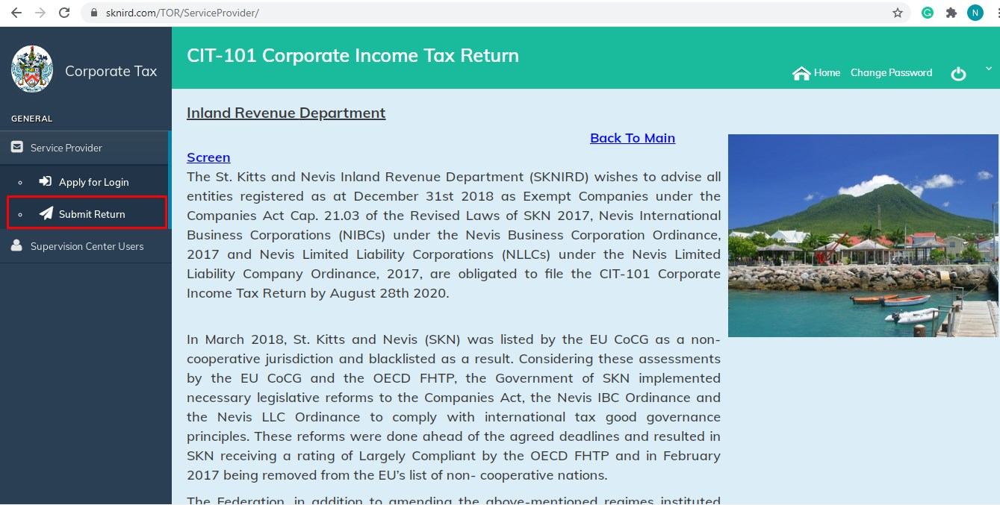 sknird.com/TOR/ServiceProvider/
G
N
Corporate Tax
CIT-101 Corporate Income Tax Return
Home Change Password
GENERAL
Service Provider
Apply for Login
Submit Return
Supervision Center Users
Inland Revenue Department
Back To Main
Screen
The St. Kitts and Nevis Inland Revenue Department (SKNIRD) wishes to advise all
entities registered as at December 31st 2018 as Exempt Companies under the
Companies Act Cap. 21.03 of the Revised Laws of SKN 2017, Nevis International
Business Corporations (NIBCs) under the Nevis Business Corporation Ordinance,
2017 and Nevis Limited Liability Corporations (NLLCs) under the Nevis Limited
Liability Company Ordinance, 2017, are obligated to file the CIT-101 Corporate
Income Tax Return by August 28th 2020.
In March 2018, St. Kitts and Nevis (SKN) was listed by the EU CoCG as a non-
cooperative jurisdiction and blacklisted as a result. Considering these assessments
by the EU CoCG and the OECD FHTP, the Government of SKN implemented
necessary legislative reforms to the Companies Act, the Nevis IBC Ordinance and
the Nevis LLC Ordinance to comply with international tax good governance
principles. These reforms were done ahead of the agreed deadlines and resulted in
SKN receiving a rating of Largely Compliant by the OECD FHTP and in February
2017 being removed from the EU's list of non- cooperative nations.
The Federation, in addition to amending the above-mentioned regimes instituted